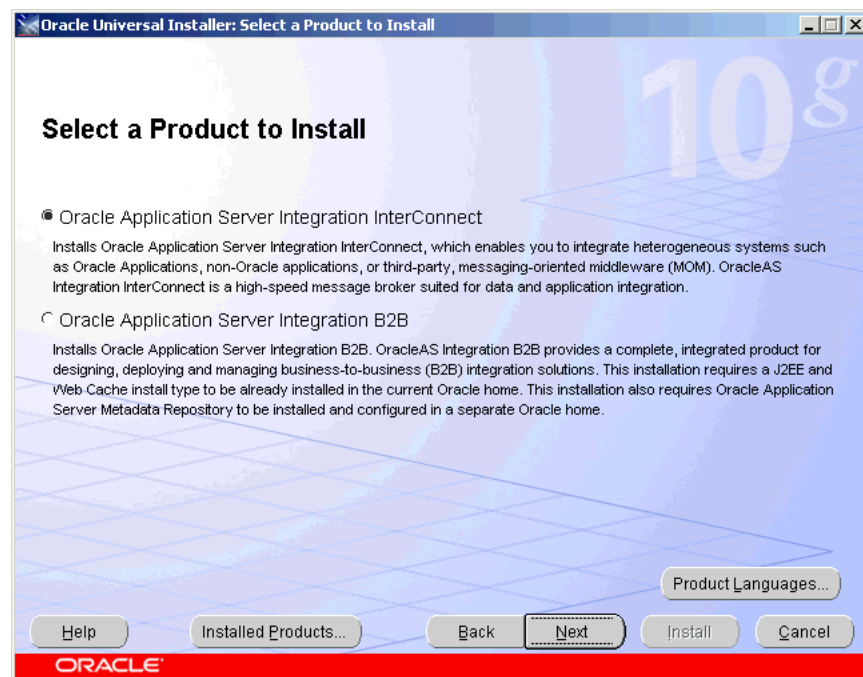 Oracle Universal Installer: Select a Product to Install
10g
Select a Product to Install
Oracle Application Server Integration InterConnect
Installs Oracle Application Server Integration InterConnect, which enables you to integrate heterogeneous systems such
as Oracle Applications, non-Oracle applications, or third-party, messaging-oriented middleware (MOM). OracleAS
Integration InterConnect is a high-speed message broker suited for data and application integration.
Oracle Application Server Integration B2B
Installs Oracle Application Server Integration B2B. OracleAS Integration B2B provides a complete, integrated product for
designing, deploying and managing business-to-business (B2B) integration solutions. This installation requires a J2EE and
Web Cache install type to be already installed in the current Oracle home. This installation also requires Oracle Application
Server Metadata Repository to be installed and configured in a separate Oracle home.
Product Languages...
Help Installed Products... Back Next Install Cancel
ORACLE